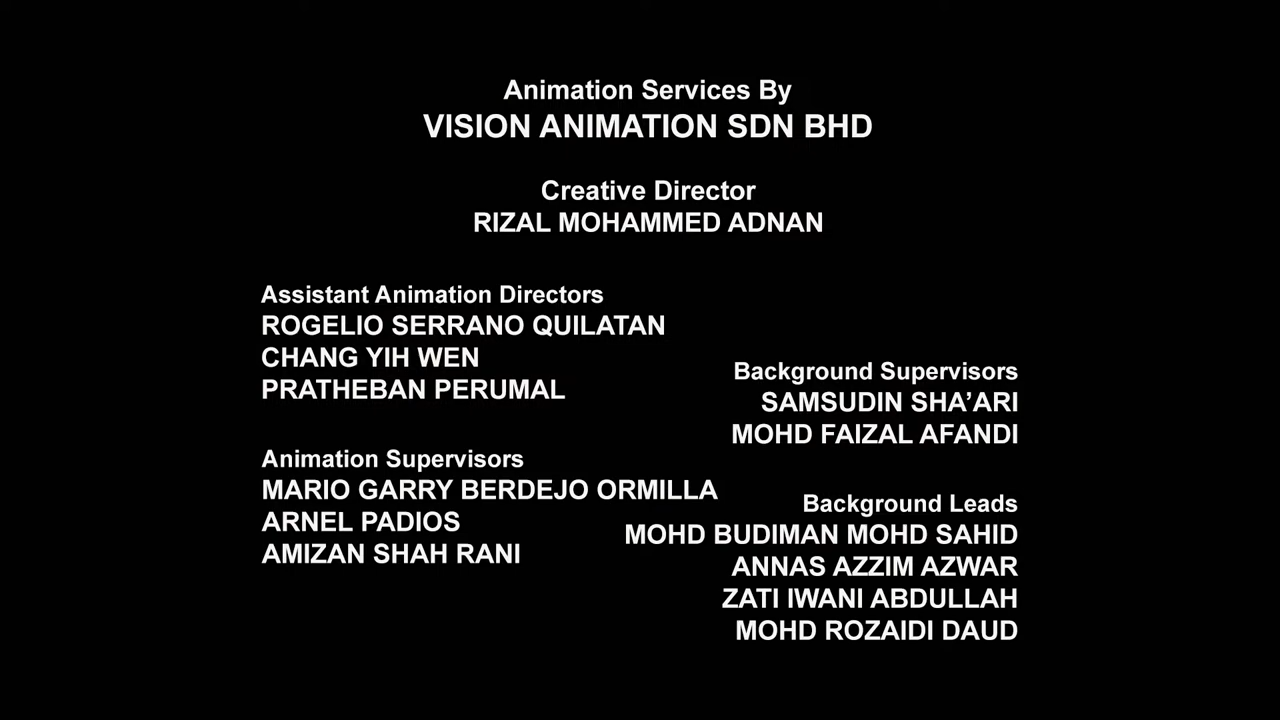 Animation Services By
VISION ANIMATION SDN BHD
Creative Director
RIZAL MOHAMMED ADNAN
Assistant Animation Directors
ROGELIO SERRANO QUILATAN
CHANG YIH WEN
PRATHEBAN PERUMAL
Animation Supervisors
MARIO GARRY BERDEJO ORMILLA
ARNEL PADIOS
AMIZAN SHAH RANI
Background Supervisors
SAMSUDIN SHA’ARI
MOHD FAIZAL AFANDI
Background Leads
MOHD BUDIMAN MOHD SAHID
ANNAS AZZIM AZWAR
ZATI IWANI ABDULLAH
MOHD ROZAIDI DAUD